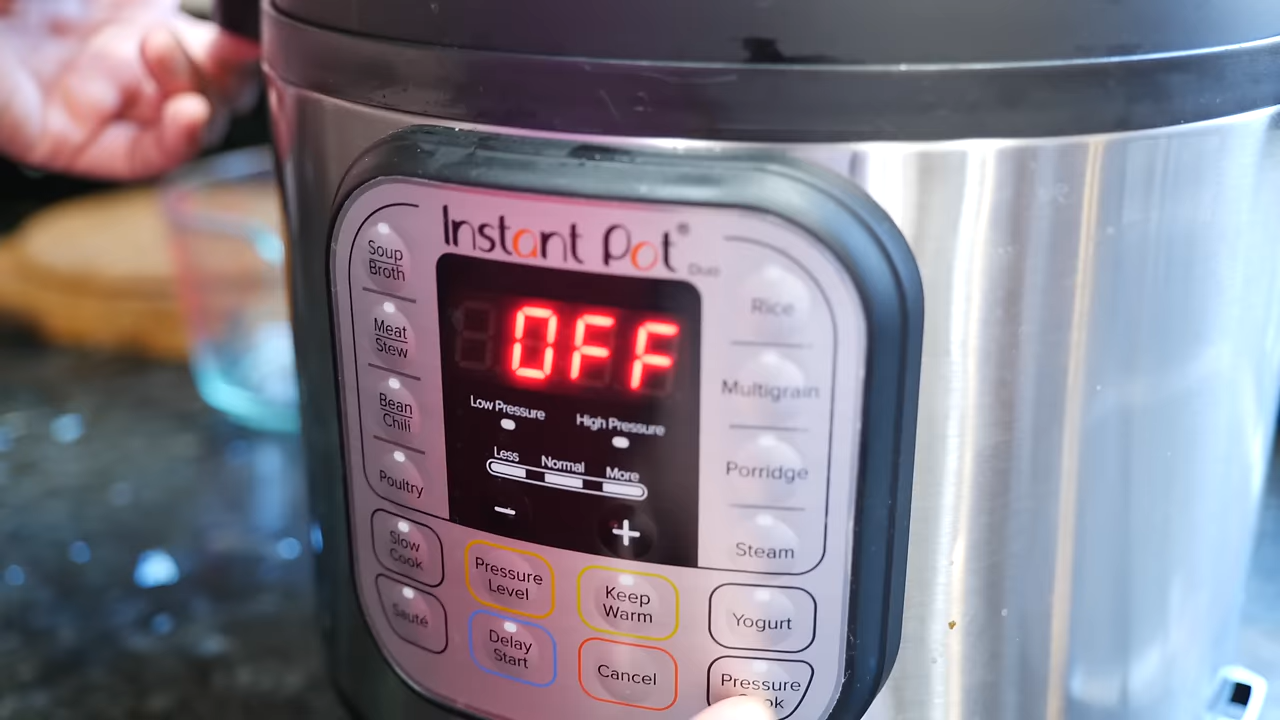 Instant Pot®
Duo
Soup
Broth
Meat
Stew
Bean
Chili
Poultry
Slow
Cook
Sauté
OFF
Low Pressure
High Pressure
Less
Normal
More
−
+
Rice
Multigrain
Porridge
Steam
Pressure
Level
Keep
Warm
Yogurt
Delay
Start
Cancel
Pressure
Cook